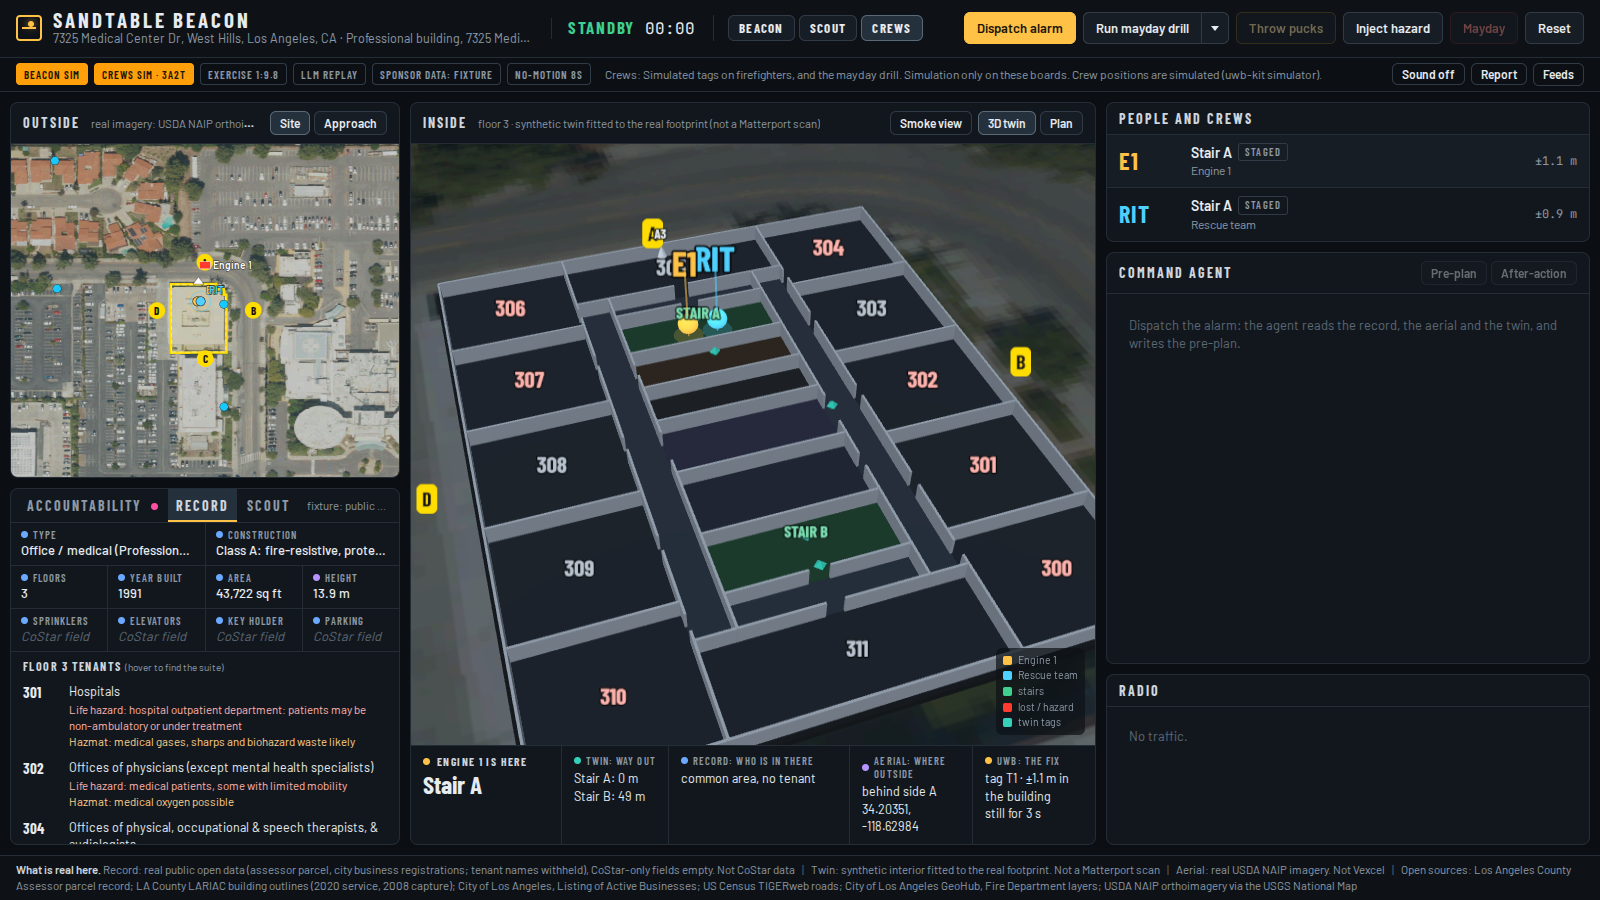 SANDTABLE BEACON
7325 Medical Center Dr, West Hills, Los Angeles, CA · Professional building, 7325 Medi...
STANDBY 00:00
BEACON
SCOUT
CREWS
Dispatch alarm
Run mayday drill
Throw pucks
Inject hazard
Mayday
Reset
BEACON SIM
CREWS SIM · 3A2T
EXERCISE 1:9.8
LLM REPLAY
SPONSOR DATA: FIXTURE
NO-MOTION 8S
Crews: Simulated tags on firefighters, and the mayday drill. Simulation only on these boards. Crew positions are simulated (uwb-kit simulator).
Sound off
Report
Feeds
OUTSIDE
real imagery: USDA NAIP orthoi...
Site
Approach
Engine 1
D
B
C
ACCOUNTABILITY
RECORD
SCOUT
fixture: public ...
TYPE
Office / medical (Profession...
CONSTRUCTION
Class A: fire-resistive, prote...
FLOORS
3
YEAR BUILT
1991
AREA
43,722 sq ft
HEIGHT
13.9 m
SPRINKLERS
CoStar field
ELEVATORS
CoStar field
KEY HOLDER
CoStar field
PARKING
CoStar field
FLOOR 3 TENANTS (hover to find the suite)
301
Hospitals
Life hazard: hospital outpatient department: patients may be
non-ambulatory or under treatment
Hazmat: medical gases, sharps and biohazard waste likely
302
Offices of physicians (except mental health specialists)
Life hazard: medical patients, some with limited mobility
Hazmat: medical oxygen possible
304
Offices of physical, occupational & speech therapists, &
audiologists
INSIDE
floor 3 · synthetic twin fitted to the real footprint (not a Matterport scan)
Smoke view
3D twin
Plan
A
A3
E1
RIT
304
306
STAIR A
303
307
302
B
308
301
D
STAIR B
309
300
311
310
Engine 1
Rescue team
stairs
lost / hazard
twin tags
ENGINE 1 IS HERE
Stair A
TWIN: WAY OUT
Stair A: 0 m
Stair B: 49 m
RECORD: WHO IS IN THERE
common area, no tenant
AERIAL: WHERE
OUTSIDE
behind side A
34.20351,
-118.62984
UWB: THE FIX
tag T1 · ±1.1 m in
the building
still for 3 s
PEOPLE AND CREWS
E1
Stair A STAGED
Engine 1
±1.1 m
RIT
Stair A STAGED
Rescue team
±0.9 m
COMMAND AGENT
Pre-plan
After-action
Dispatch the alarm: the agent reads the record, the aerial and the twin, and
writes the pre-plan.
RADIO
No traffic.
What is real here. Record: real public open data (assessor parcel, city business registrations; tenant names withheld), CoStar-only fields empty. Not CoStar data | Twin: synthetic interior fitted to the real footprint. Not a Matterport scan | Aerial: real USDA NAIP imagery. Not Vexcel | Open sources: Los Angeles County
Assessor parcel record; LA County LARIAC building outlines (2020 service, 2008 capture); City of Los Angeles, Listing of Active Businesses; US Census TIGERweb roads; City of Los Angeles GeoHub, Fire Department layers; USDA NAIP orthoimagery via the USGS National Map